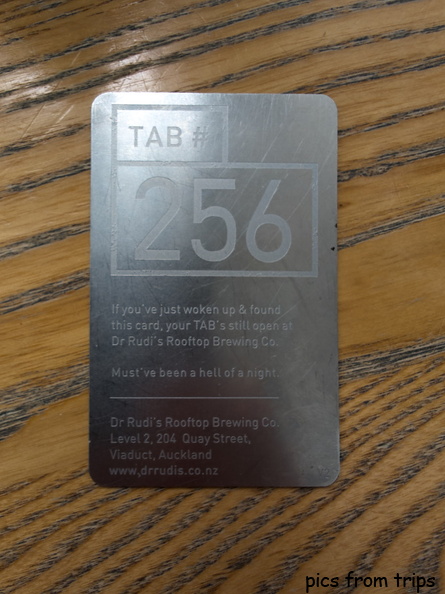 TAB #
256
If you've just woken up & found
this card, your TAB's still open at
Dr Rudi's Rooftop Brewing Co.
Must've been a hell of a night.
Dr Rudi's Rooftop Brewing Co.
Level 2, 204 Quay Street,
Viaduct, Auckland
www.drrudis.co.nz
pics from trips